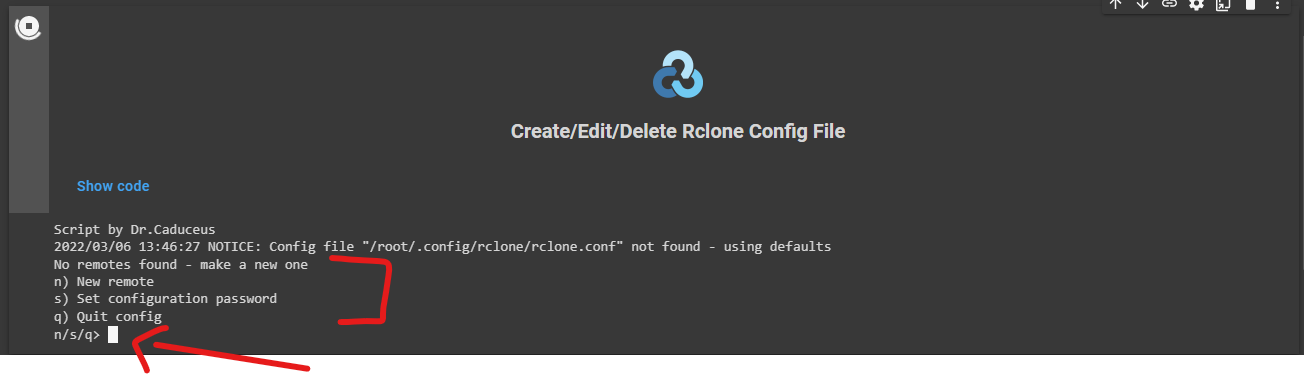 Create/Edit/Delete Rclone Config File
Show code
Script by Dr.Caduceus
2022/03/06 13:46:27 NOTICE: Config file "/root/.config/rclone/rclone.conf" not found - using defaults
No remotes found - make a new one
n) New remote
s) Set configuration password
q) Quit config
n/s/q>